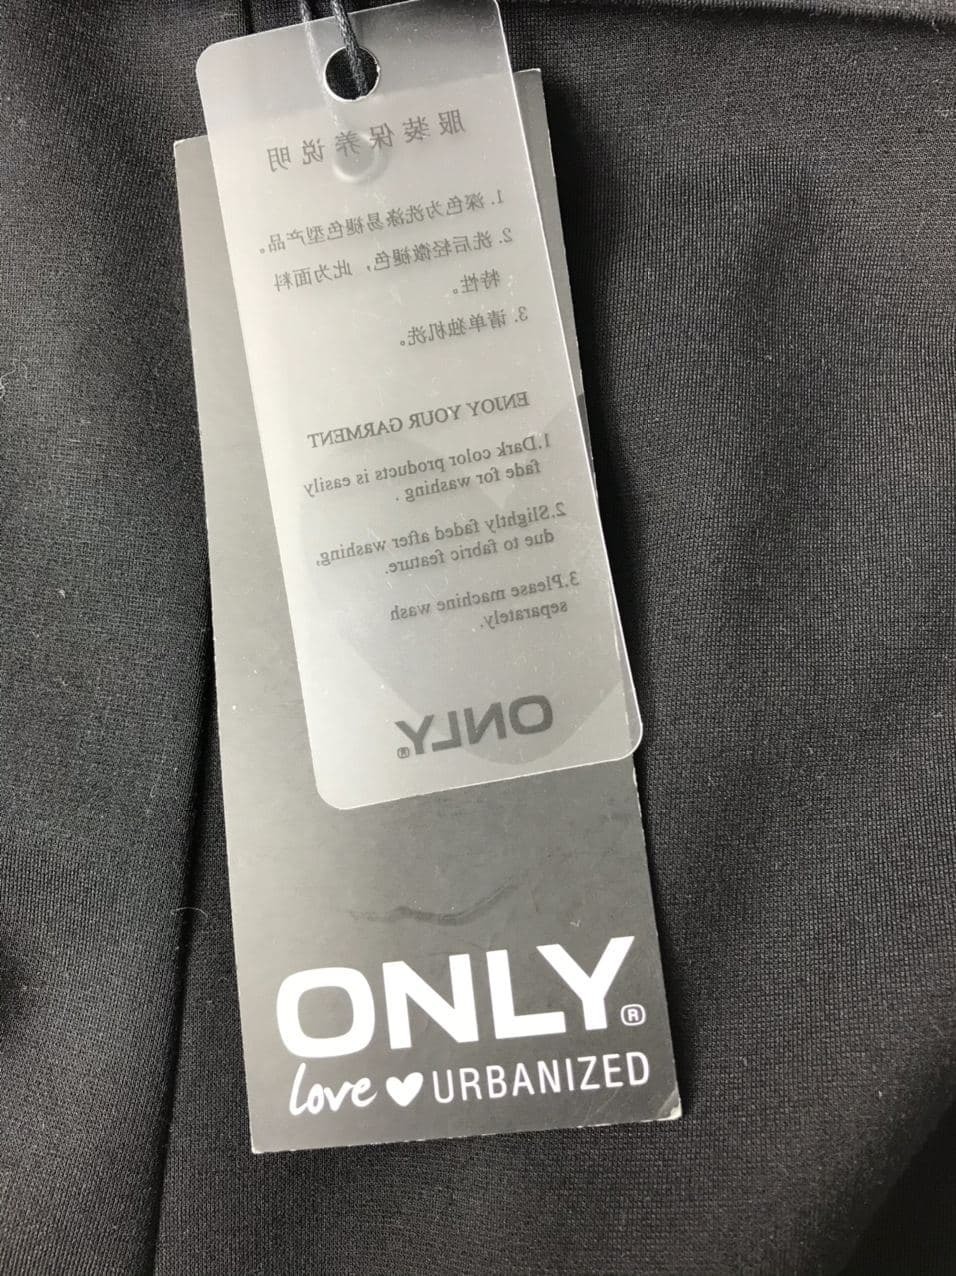 服装保养说明
1. 深色为洗涤易褪色型产品。
2. 洗后轻微褪色，此为面料
特性。
3. 请单独机洗。
ENJOY YOUR GARMENT
1.Dark color products is easily
fade for washing .
2.Slightly faded after washing,
due to fabric feature.
3.Please machine wash
separately.
ONLY®
ONLY®
love ♥ URBANIZED